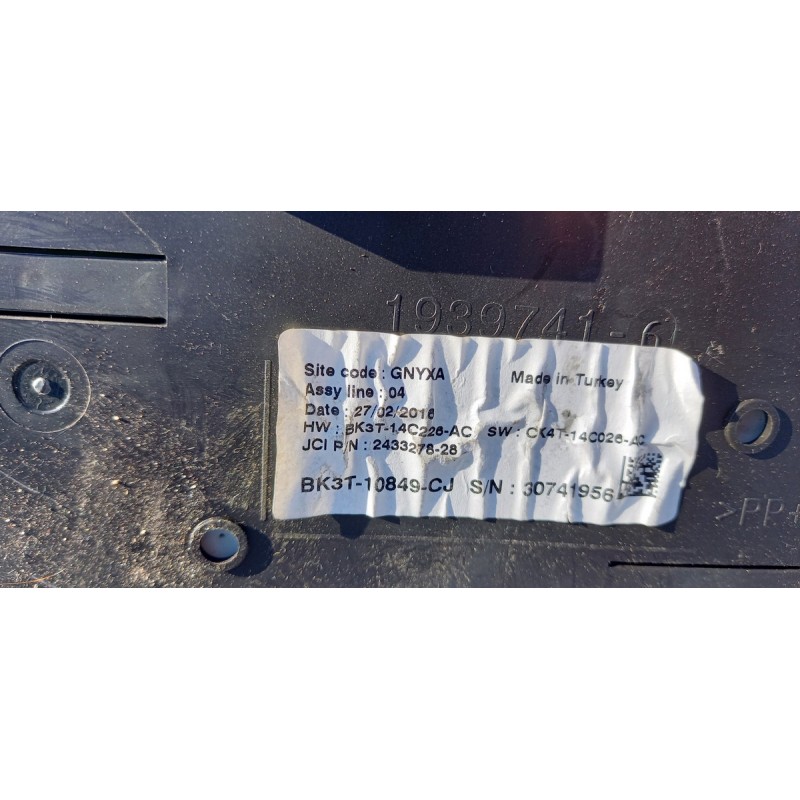 1939741-6
Site code : GNYXA Made in Turkey
Assy line : 04
Date : 27/02/2016
HW : BK3T-14C226-AC SW : CK4T-14C026-AC
JCI P/N : 2433278-28
BK3T-10849-CJ S/N : 30741956
>PP+